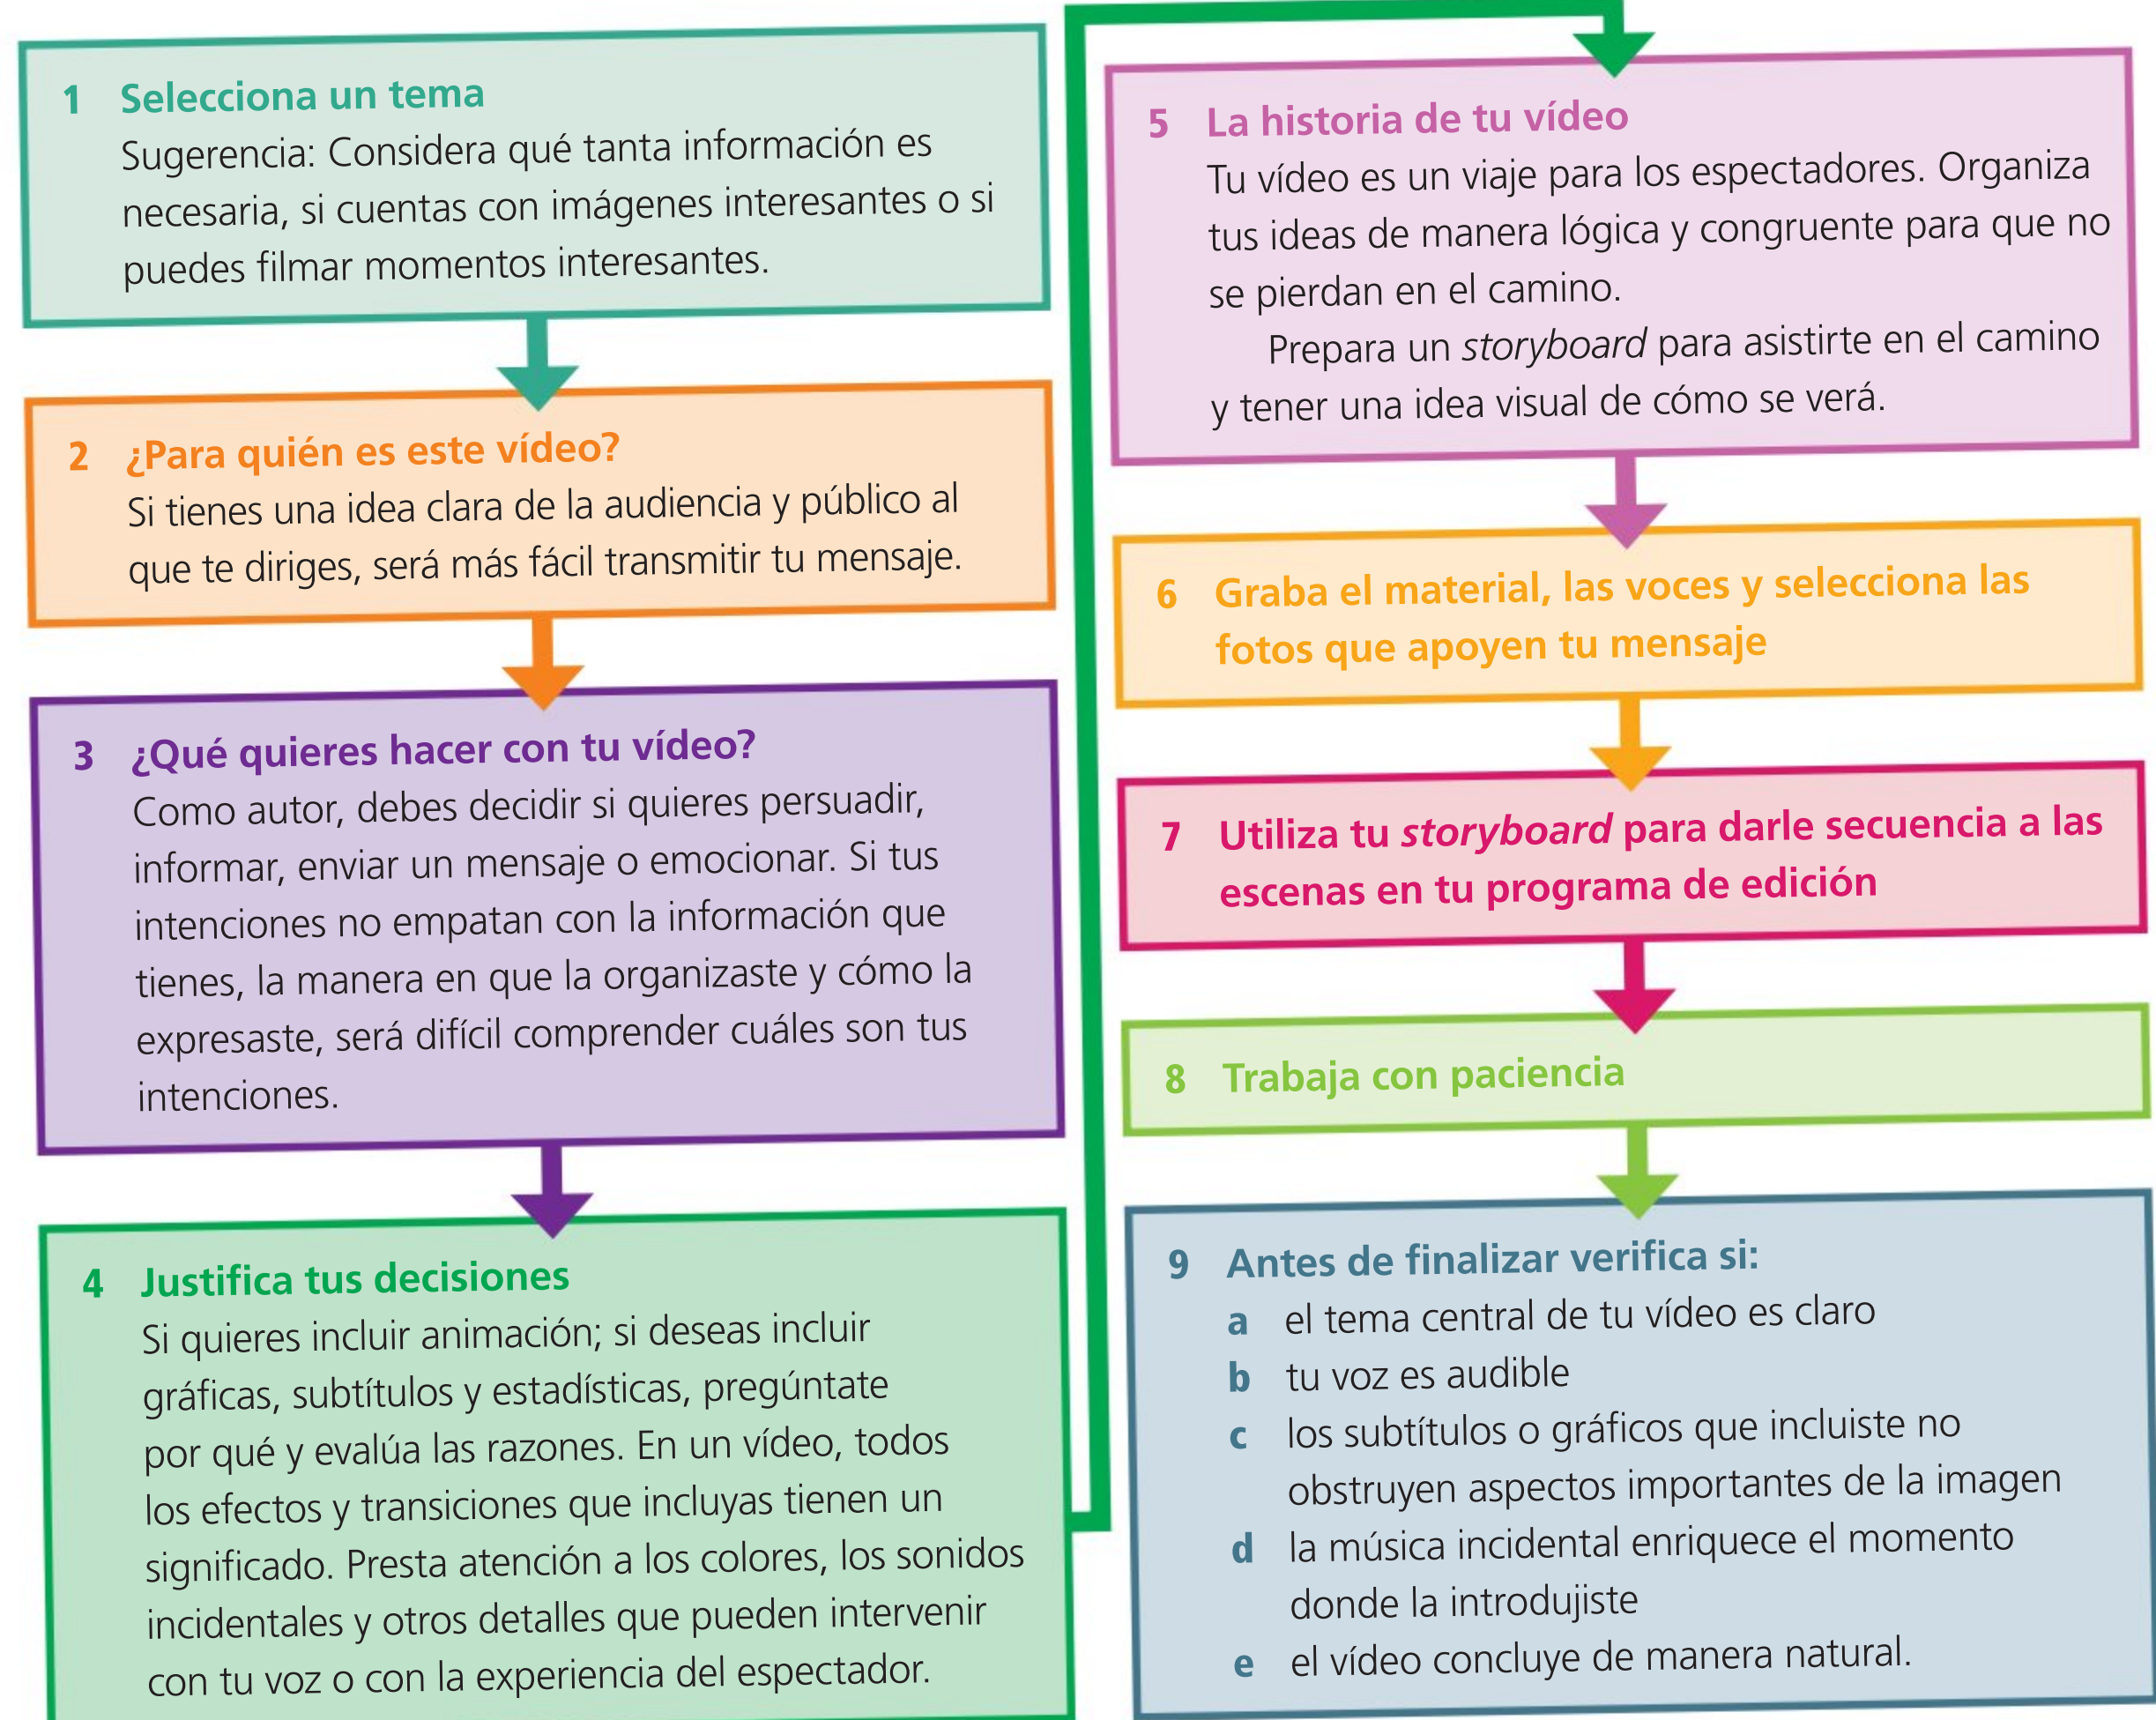 1 Selecciona un tema
Sugerencia: Considera qué tanta información es
necesaria, si cuentas con imágenes interesantes o si
puedes filmar momentos interesantes.
2 ¿Para quién es este vídeo?
Si tienes una idea clara de la audiencia y público al
que te diriges, será más fácil transmitir tu mensaje.
3 ¿Qué quieres hacer con tu vídeo?
Como autor, debes decidir si quieres persuadir,
informar, enviar un mensaje o emocionar. Si tus
intenciones no empatan con la información que
tienes, la manera en que la organizaste y cómo la
expresaste, será difícil comprender cuáles son tus
intenciones.
4 Justifica tus decisiones
Si quieres incluir animación; si deseas incluir
gráficas, subtítulos y estadísticas, pregúntate
por qué y evalúa las razones. En un vídeo, todos
los efectos y transiciones que incluyas tienen un
significado. Presta atención a los colores, los sonidos
incidentales y otros detalles que pueden intervenir
con tu voz o con la experiencia del espectador.
5 La historia de tu vídeo
Tu vídeo es un viaje para los espectadores. Organiza
tus ideas de manera lógica y congruente para que no
se pierdan en el camino.
Prepara un storyboard para asistirte en el camino
y tener una idea visual de cómo se verá.
6 Graba el material, las voces y selecciona las
fotos que apoyen tu mensaje
7 Utiliza tu storyboard para darle secuencia a las
escenas en tu programa de edición
8 Trabaja con paciencia
9 Antes de finalizar verifica si:
a el tema central de tu vídeo es claro
b tu voz es audible
c los subtítulos o gráficos que incluiste no
obstruyen aspectos importantes de la imagen
d la música incidental enriquece el momento
donde la introdujiste
e el vídeo concluye de manera natural.